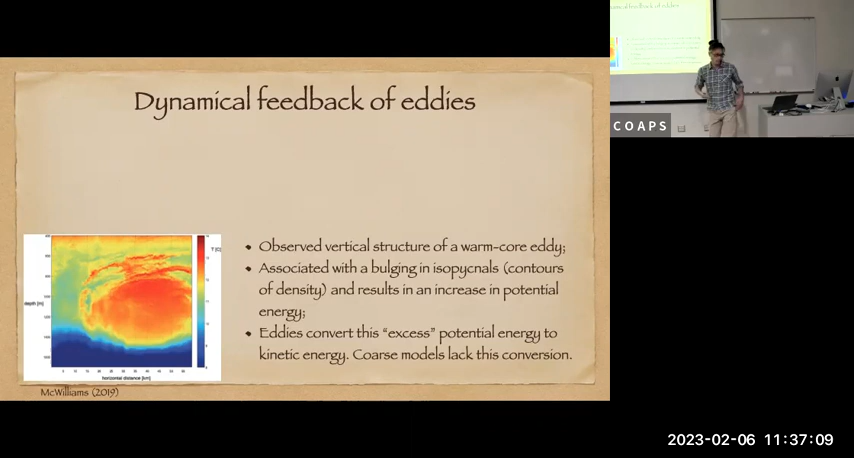 Dynamical feedback of eddies
Observed vertical structure of a warm-core eddy;
Associated with a bulging in isopycnals (contours
of density) and results in an increase in potential
energy;
Eddies convert this “excess” potential energy to
kinetic energy. Coarse models lack this conversion.
depth [m]
horizontal distance [km]
McWilliams (2019)
COAPS
2023-02-06 11:37:09